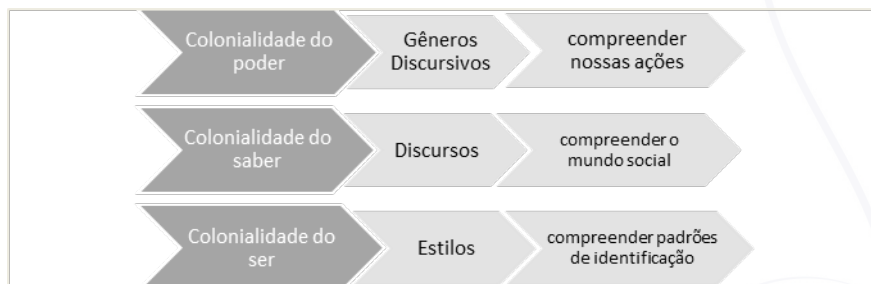 Colonialidade do
poder
Gêneros
Discursivos
compreender
nossas ações
Colonialidade do
saber
Discursos
compreender o
mundo social
Colonialidade do
ser
Estilos
compreender padrões
de identificação